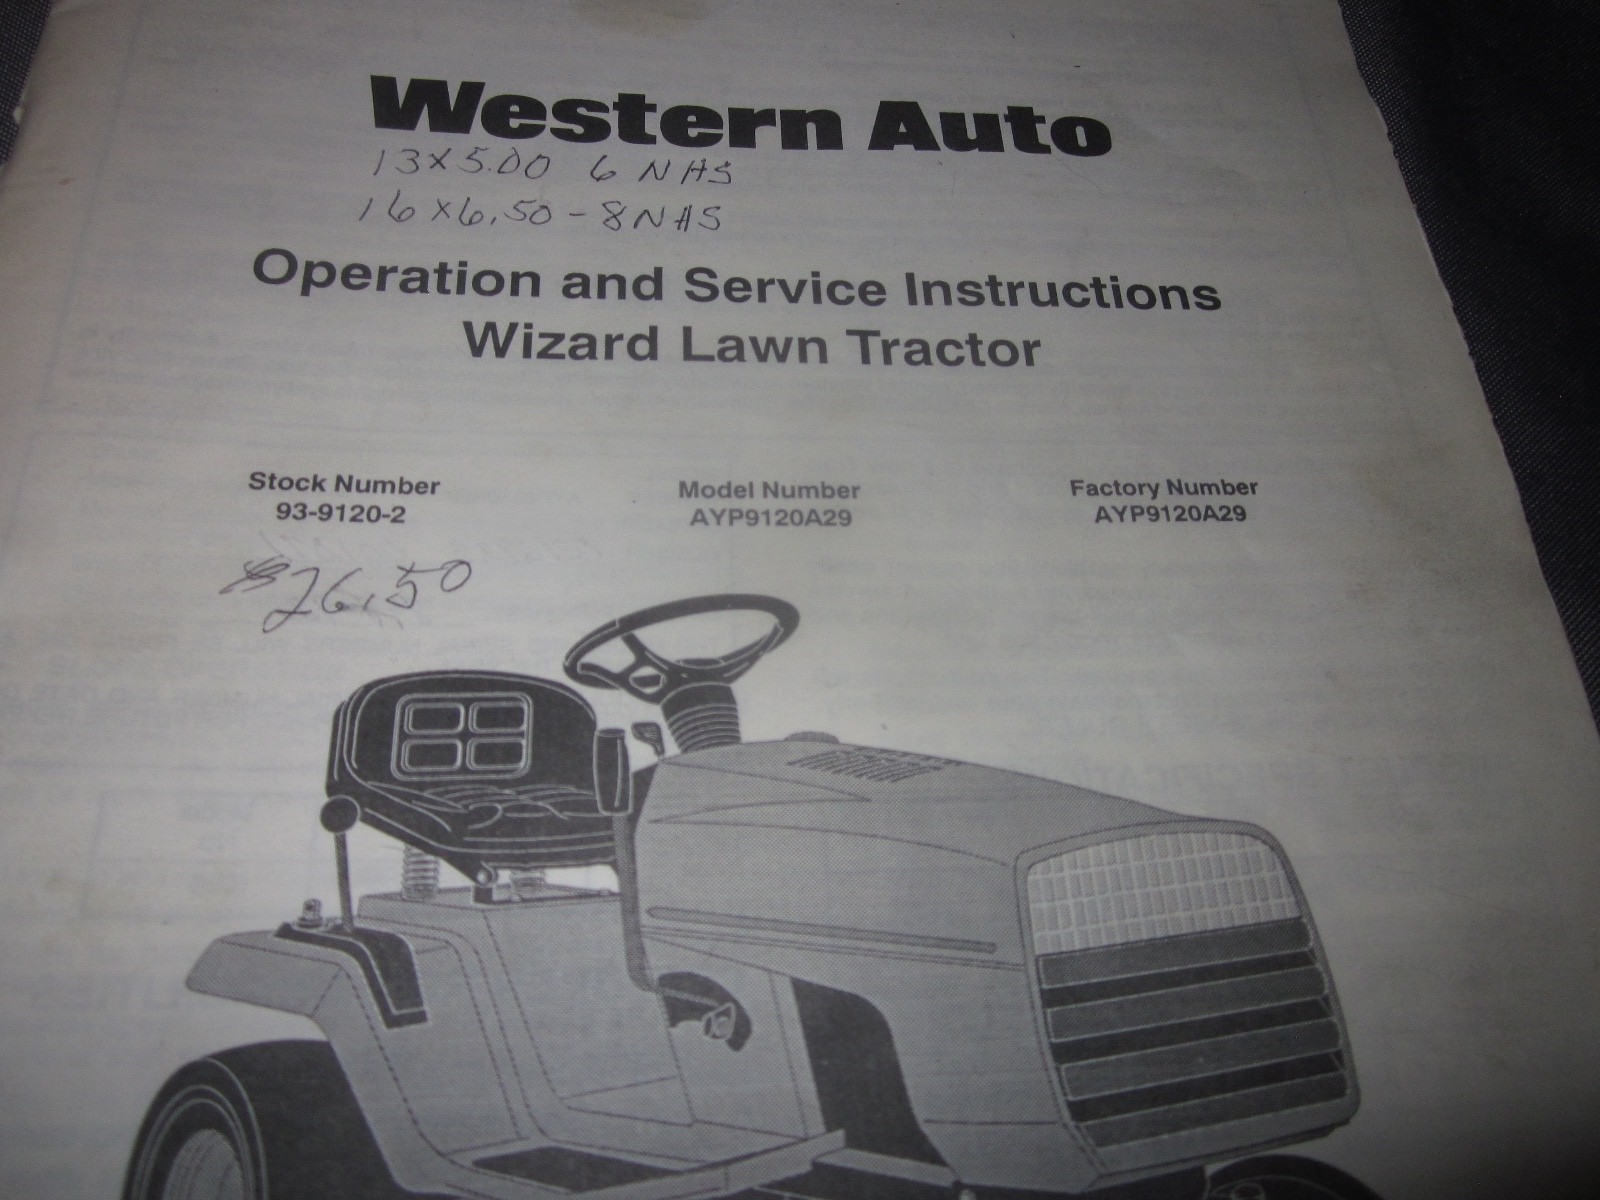 Western Auto
13x5.00 6 NHS
16x6.50-8NHS
Operation and Service Instructions
Wizard Lawn Tractor
Stock Number Model Number Factory Number
93-9120-2 AYP9120A29 AYP9120A29
$26.50